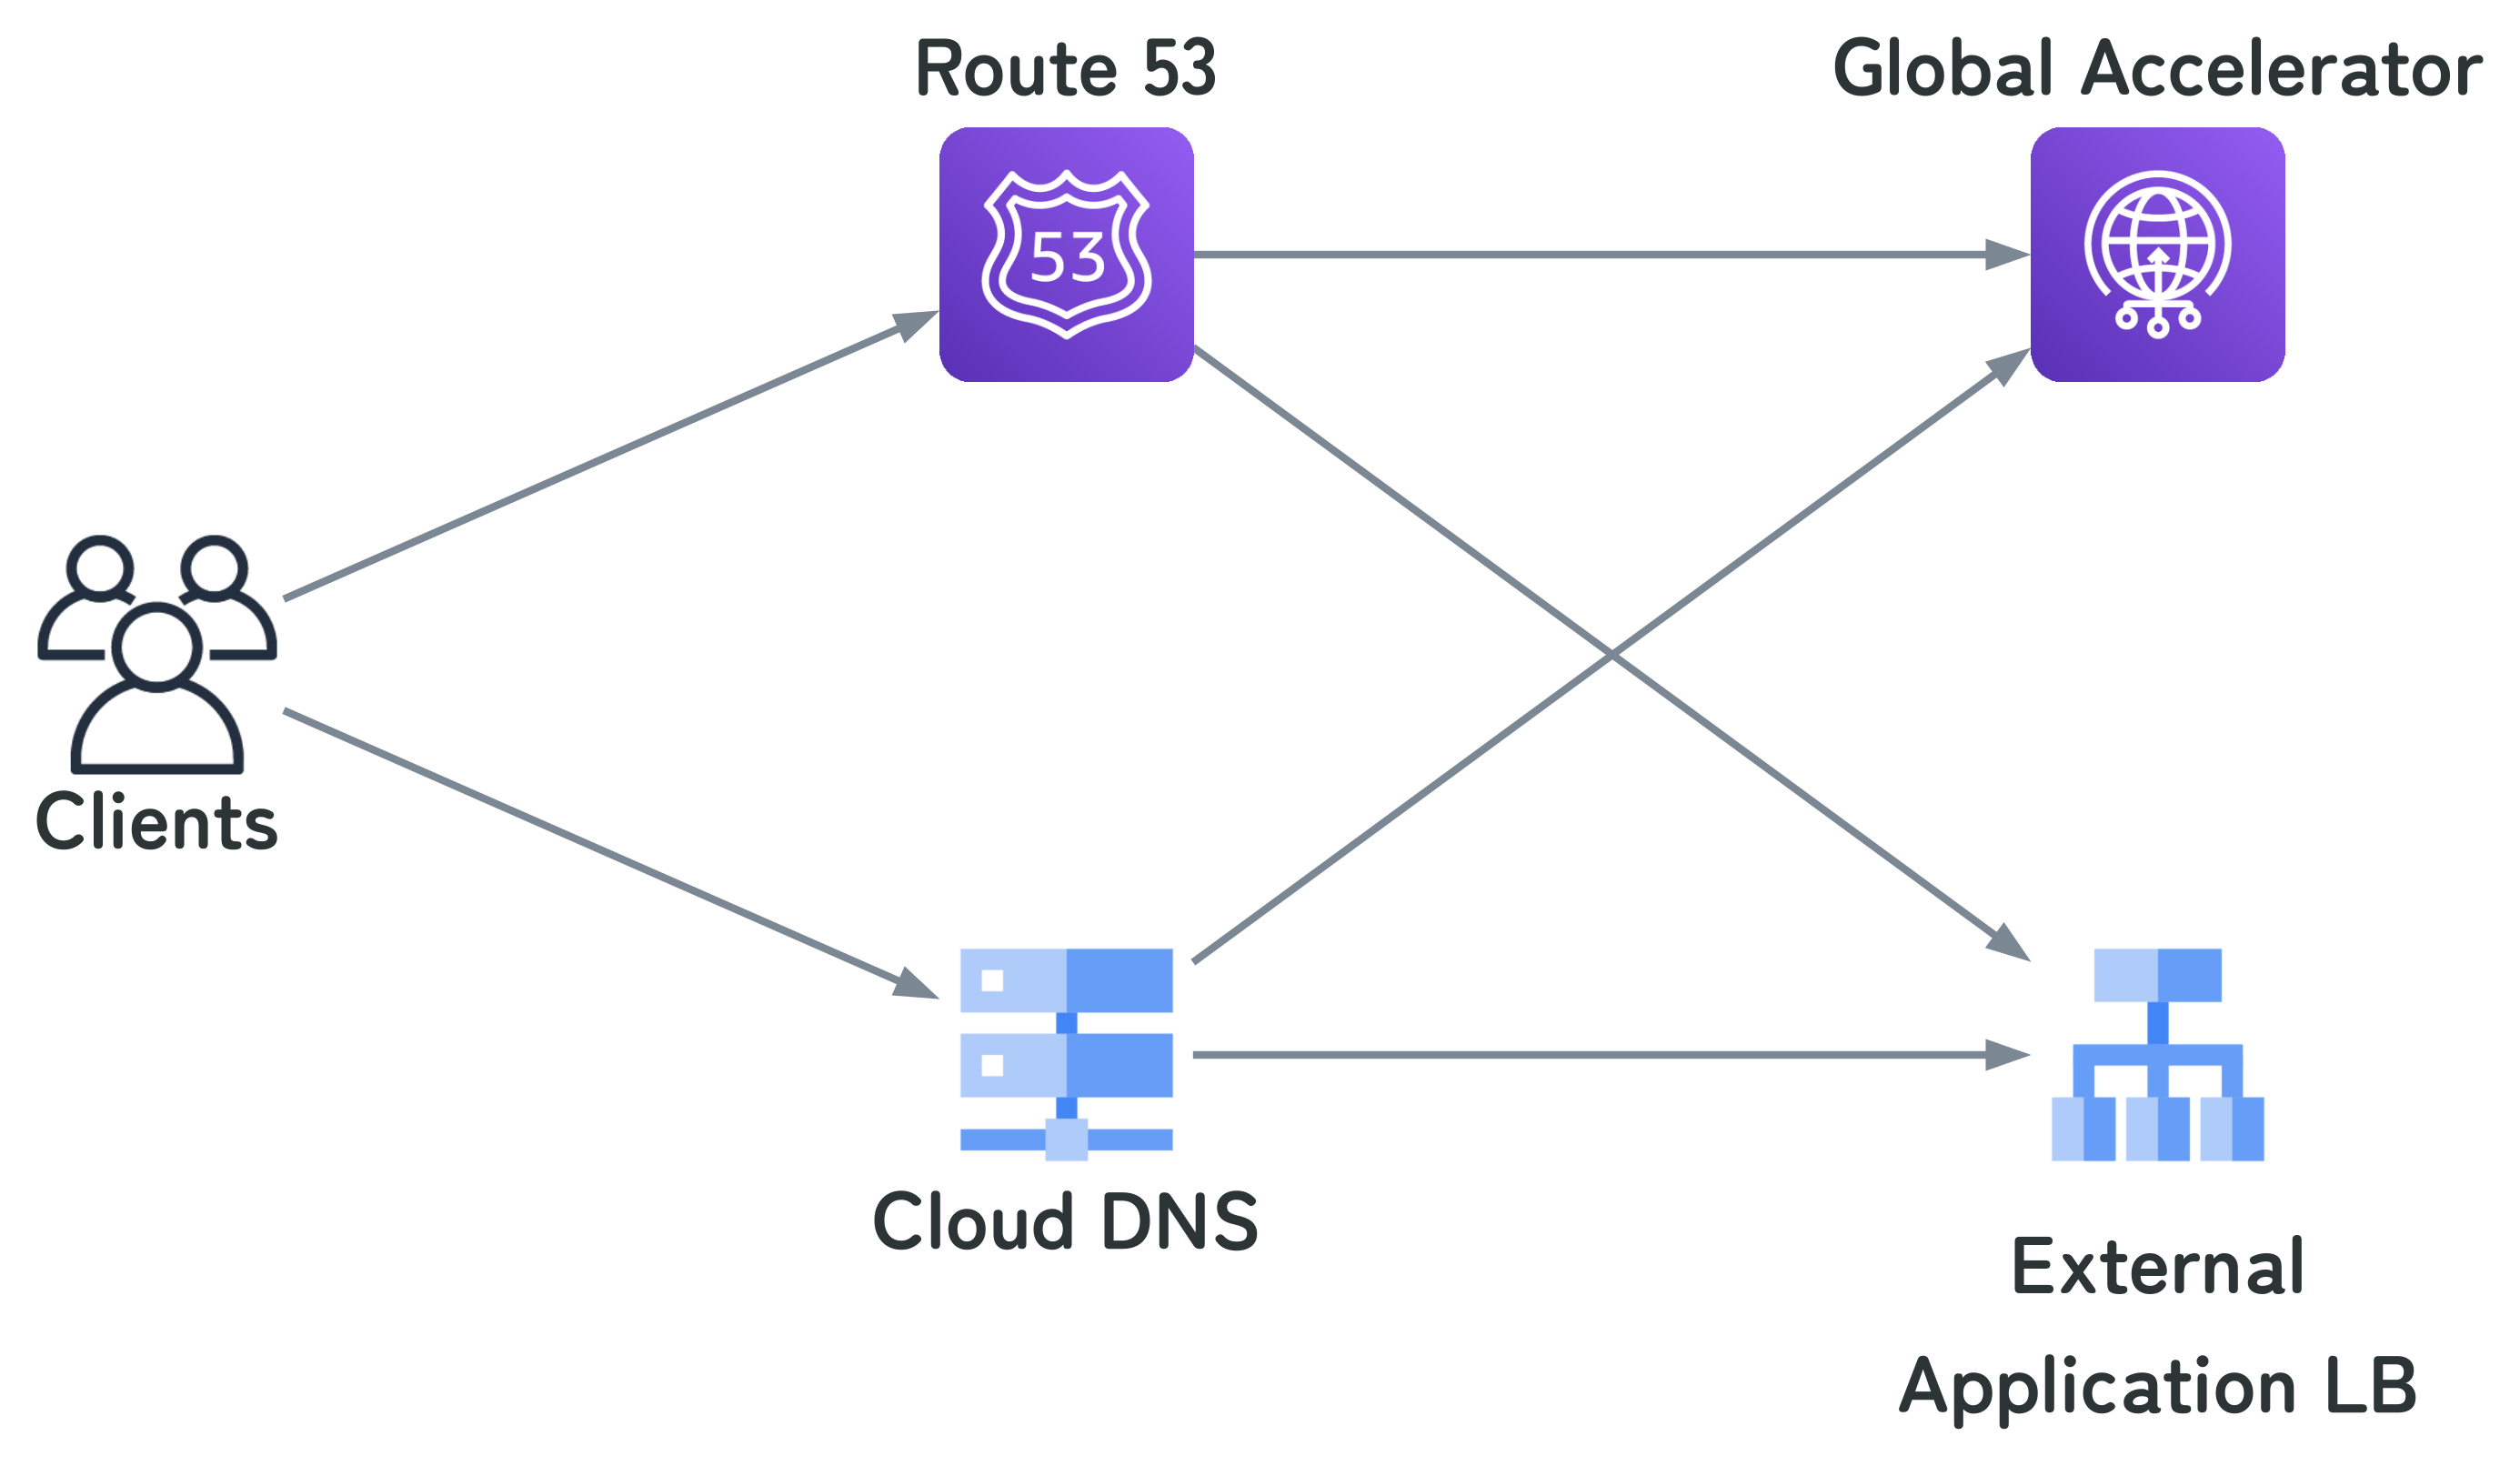 Route 53
Global Accelerator
53
Clients
Cloud DNS
External
Application LB